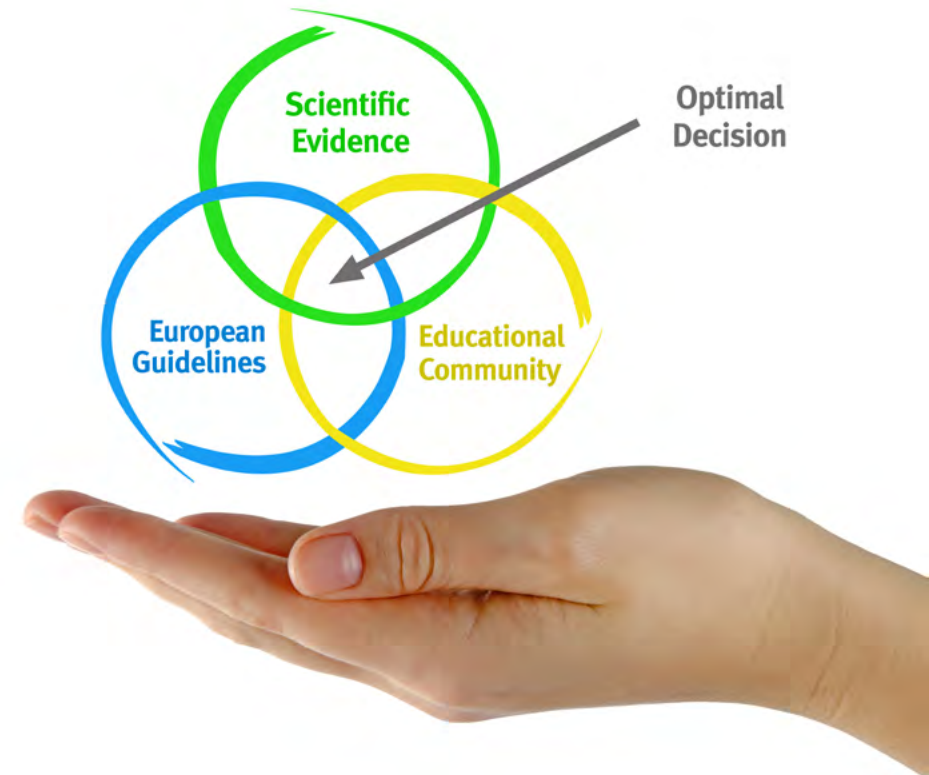 Scientific
Evidence
Optimal
Decision
European
Guidelines
Educational
Community